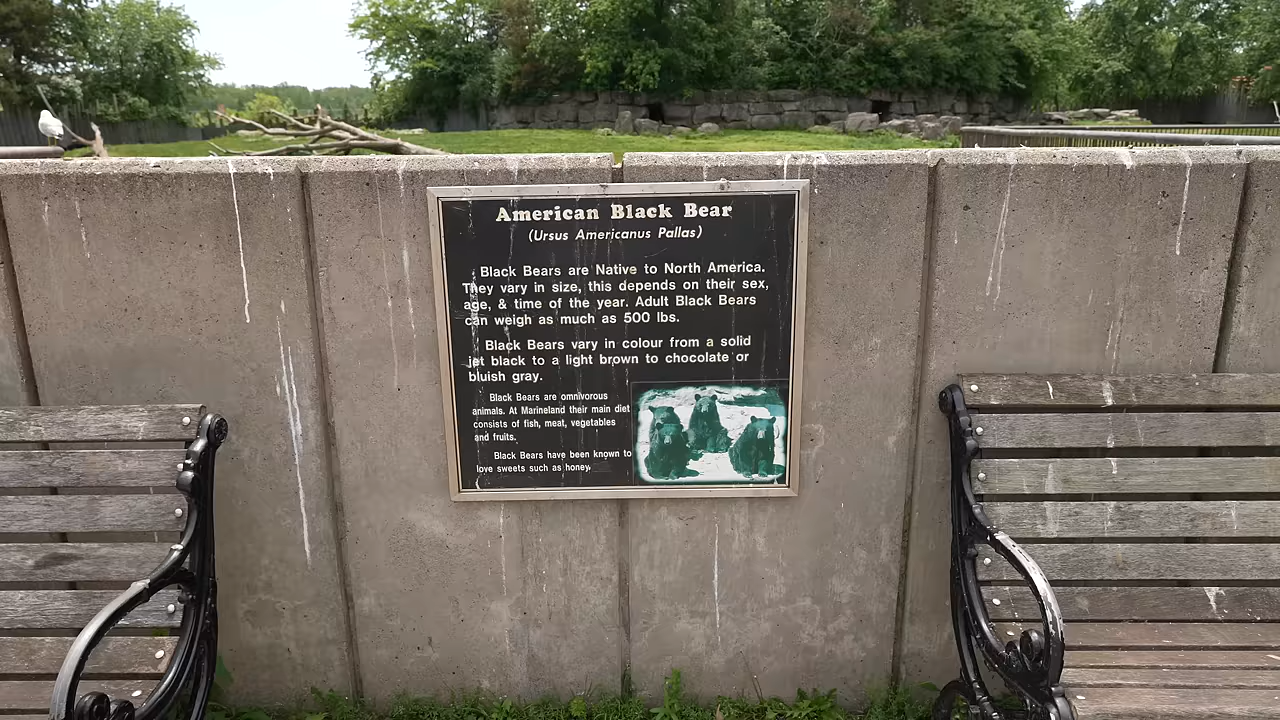 American Black Bear
(Ursus Americanus Pallas)
Black Bears are Native to North America.
They vary in size, this depends on their sex,
age, & time of the year. Adult Black Bears
can weigh as much as 500 lbs.
Black Bears vary in colour from a solid
jet black to a light brown to chocolate or
bluish gray.
Black Bears are omnivorous
animals. At Marineland their main diet
consists of fish, meat, vegetables
and fruits.
Black Bears have been known to
love sweets such as honey.